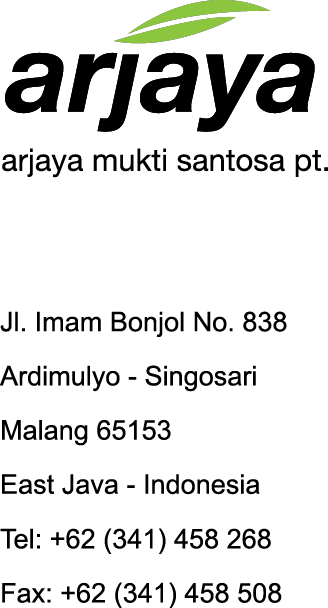 arjaya
arjaya mukti santosa pt.
Jl. Imam Bonjol No. 838
Ardimulyo - Singosari
Malang 65153
East Java - Indonesia
Tel: +62 (341) 458 268
Fax: +62 (341) 458 508